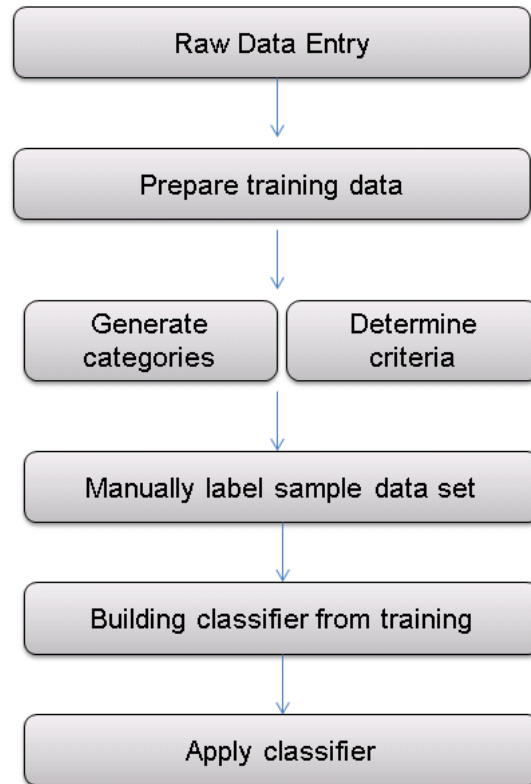 Raw Data Entry
Prepare training data
Generate
categories
Determine
criteria
Manually label sample data set
Building classifier from training
Apply classifier